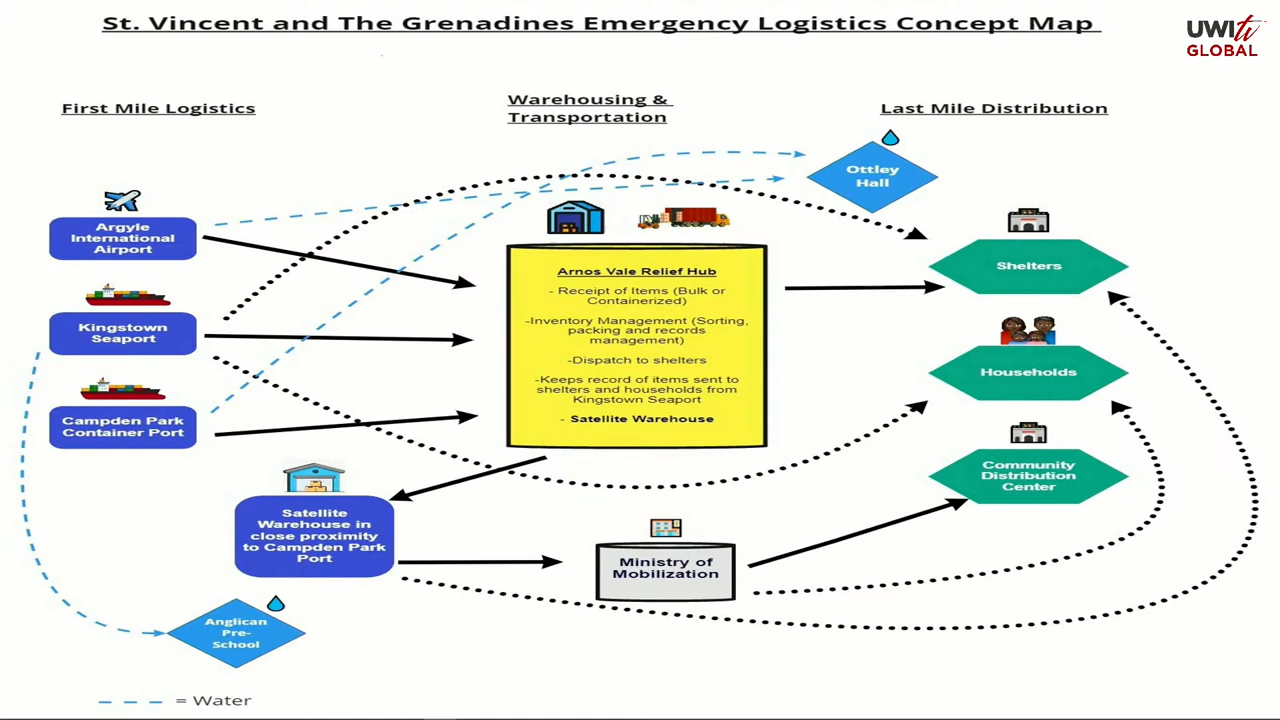 St. Vincent and The Grenadines Emergency Logistics Concept Map
UWItv
GLOBAL
First Mile Logistics
Warehousing &
Transportation
Last Mile Distribution
Ottley
Hall
Argyle
International
Airport
Kingstown
Seaport
Campden Park
Container Port
Arnos Vale Relief Hub
- Receipt of Items (Bulk or
Containerized)
-Inventory Management (Sorting,
packing and records
management)
-Dispatch to shelters
-Keeps record of items sent to
shelters and households from
Kingstown Seaport
- Satellite Warehouse
Shelters
Households
Community
Distribution
Center
Satellite
Warehouse in
close proximity
to Campden Park
Port
Ministry of
Mobilization
Anglican
Pre-
School
= Water